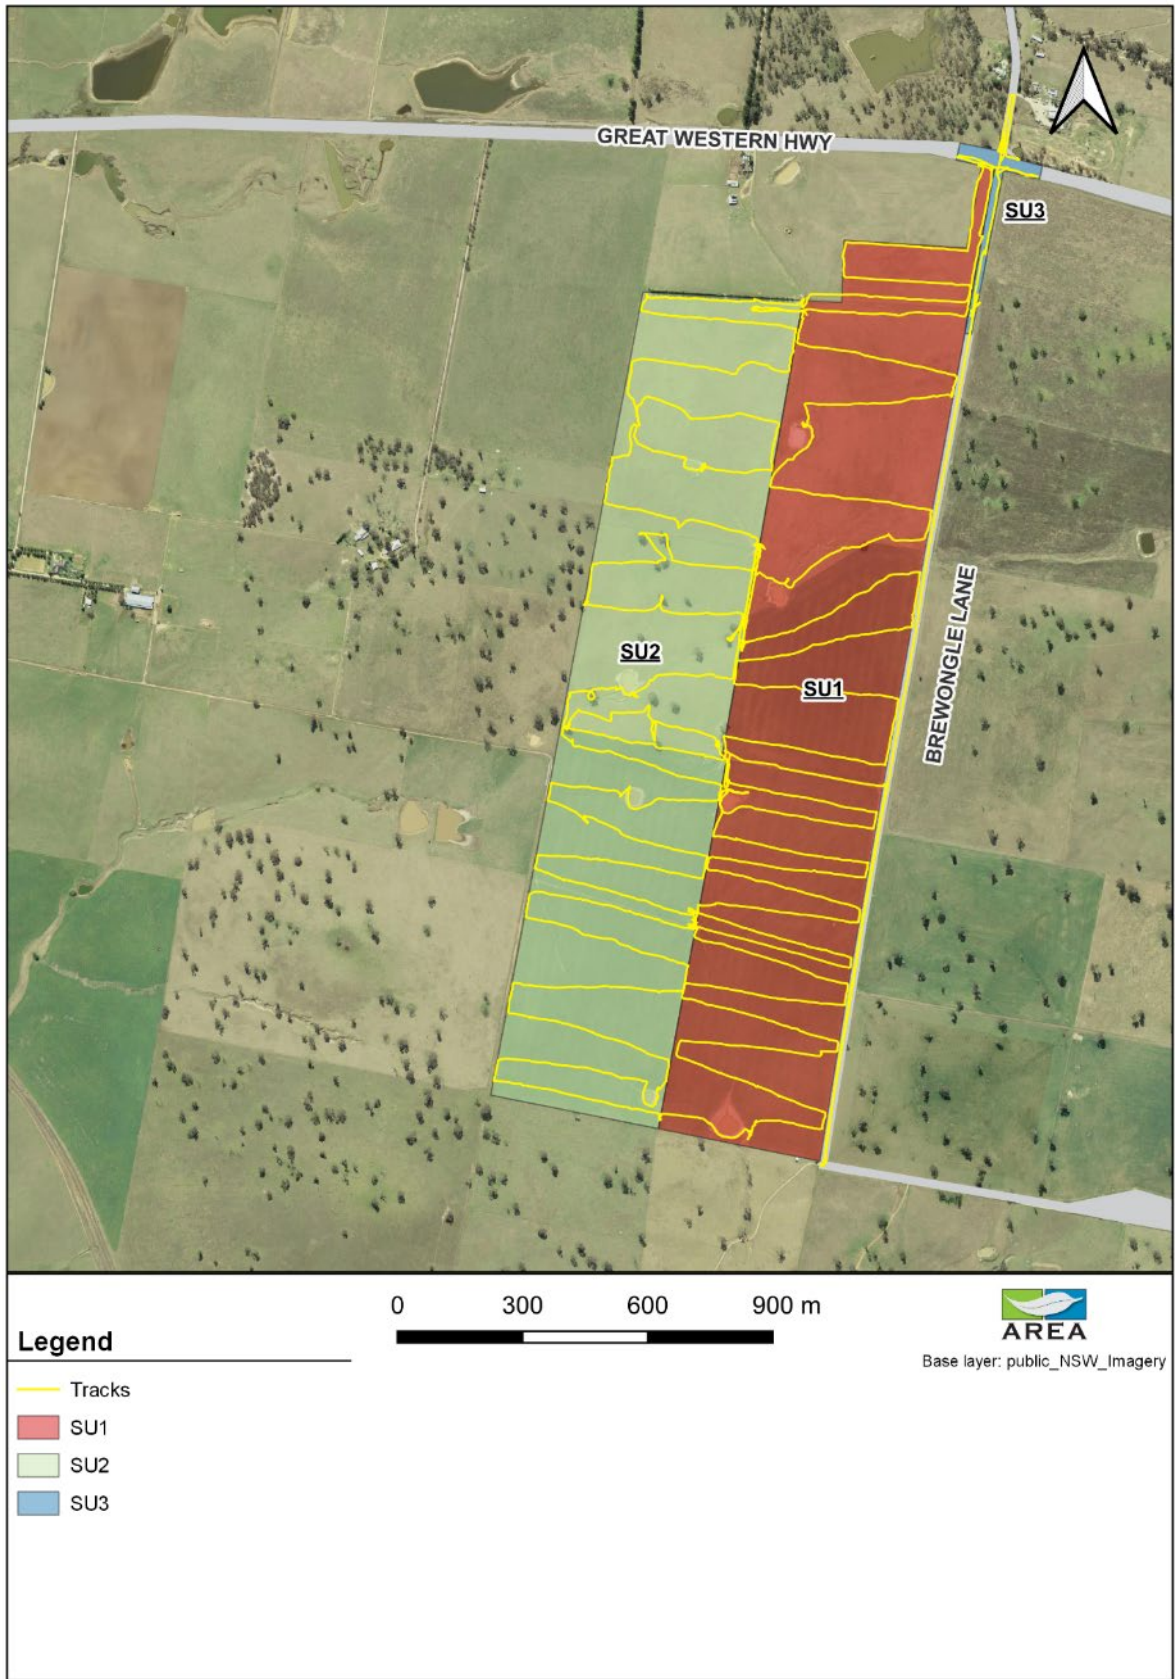 GREAT WESTERN HWY
SU3
SU2
SU1
BREWONGLE LANE
0 300 600 900 m
Legend
AREA
Base layer: public_NSW_Imagery
Tracks
SU1
SU2
SU3